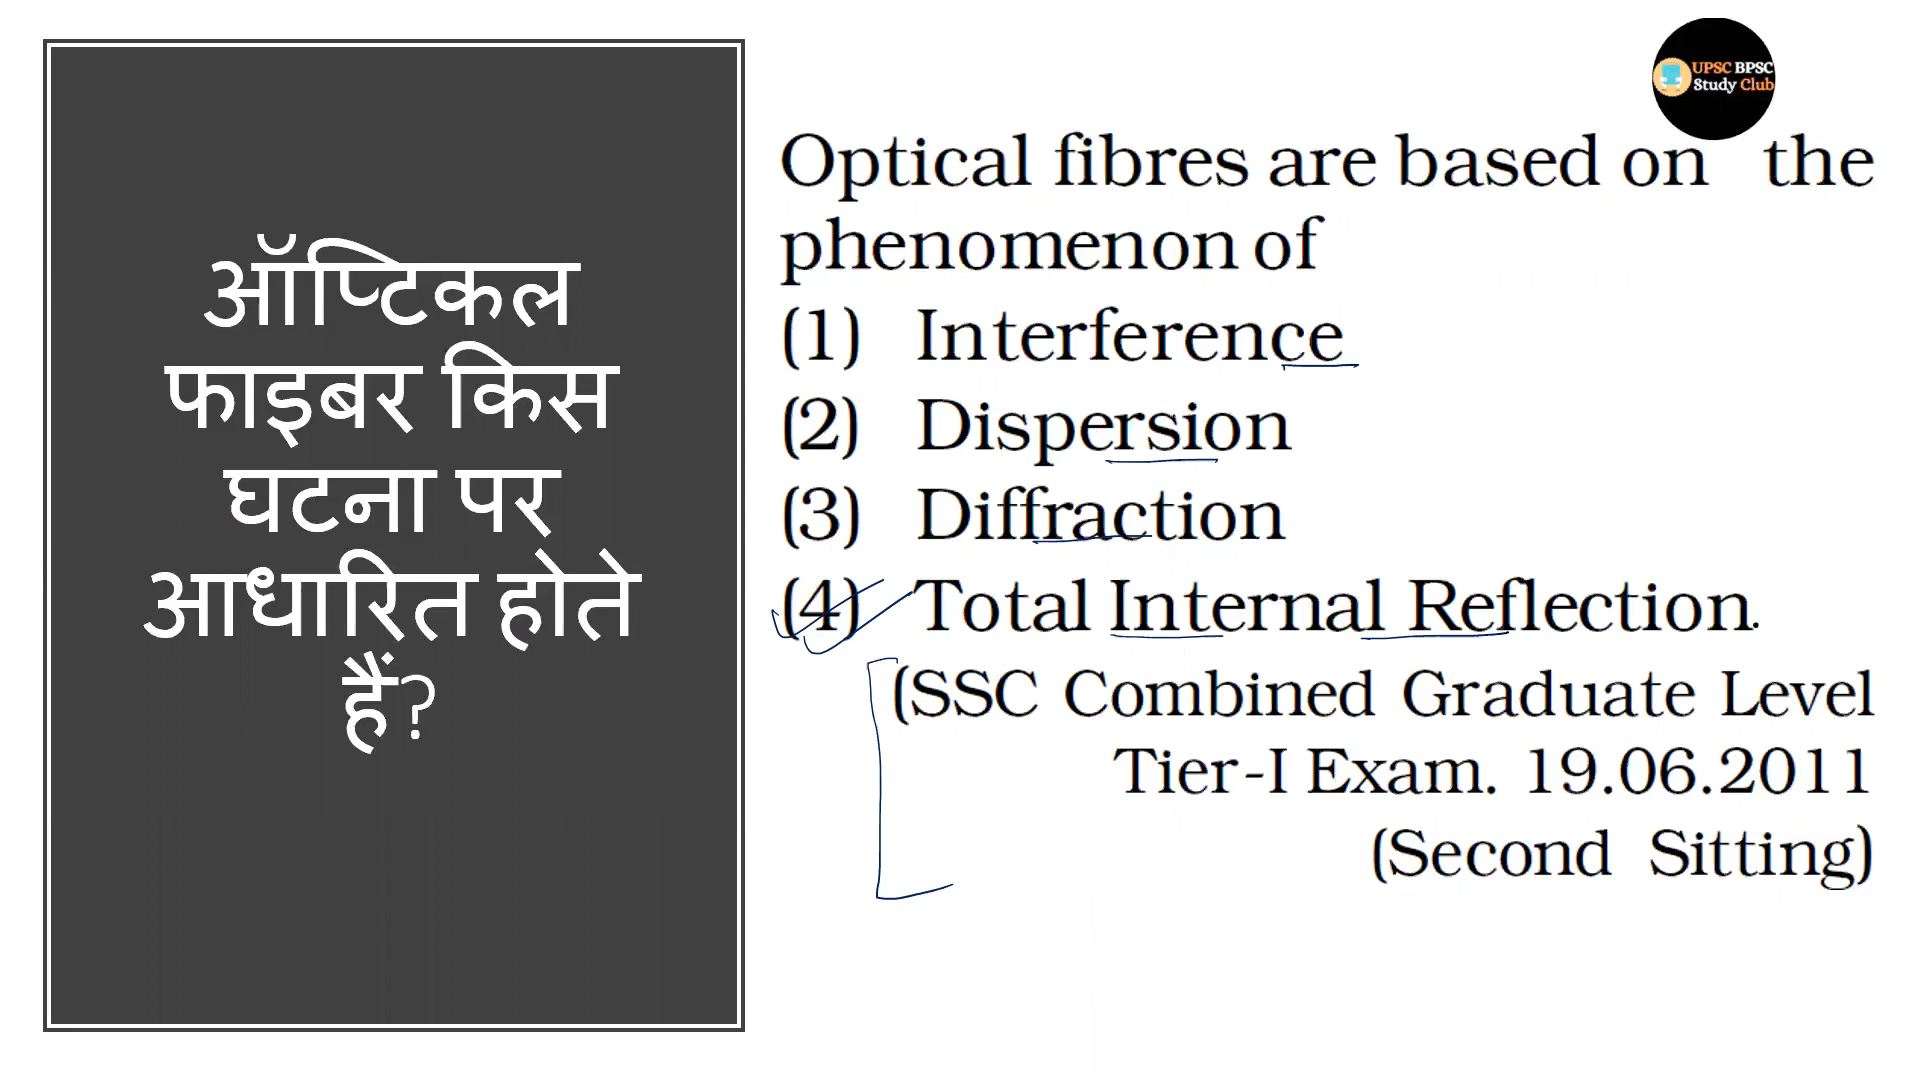 UPSC BPSC
Study Club
ऑप्टिकल
फाइबर किस
घटना पर
आधारित होते
हैं?
Optical fibres are based on the
phenomenon of
(1) Interference
(2) Dispersion
(3) Diffraction
(4) Total Internal Reflection.
(SSC Combined Graduate Level
Tier-I Exam. 19.06.2011
(Second Sitting)